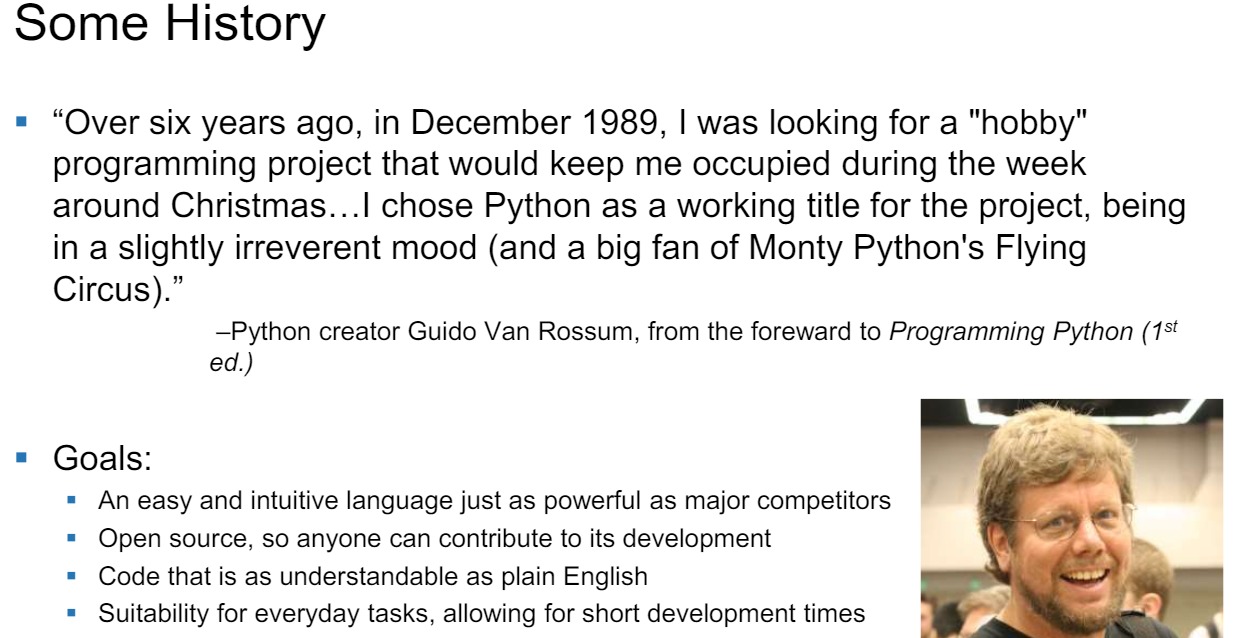 Some History
“Over six years ago, in December 1989, I was looking for a "hobby"
programming project that would keep me occupied during the week
around Christmas…I chose Python as a working title for the project, being
in a slightly irreverent mood (and a big fan of Monty Python's Flying
Circus).”
–Python creator Guido Van Rossum, from the foreward to Programming Python (1st
ed.)
Goals:
An easy and intuitive language just as powerful as major competitors
Open source, so anyone can contribute to its development
Code that is as understandable as plain English
Suitability for everyday tasks, allowing for short development times